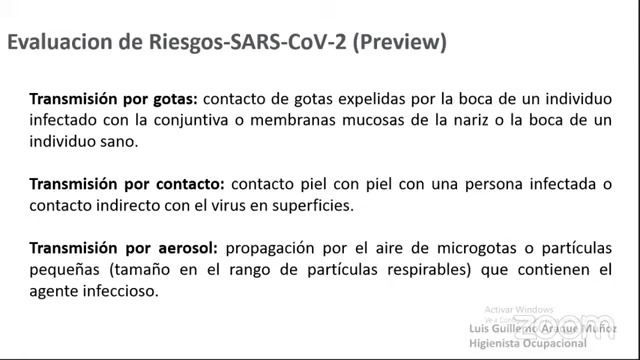 Evaluacion de Riesgos-SARS-CoV-2 (Preview)
Transmisión por gotas: contacto de gotas expelidas por la boca de un individuo
infectado con la conjuntiva o membranas mucosas de la nariz o la boca de un
individuo sano.
Transmisión por contacto: contacto piel con piel con una persona infectada o
contacto indirecto con el virus en superficies.
Transmisión por aerosol: propagación por el aire de microgotas o partículas
pequeñas (tamaño en el rango de partículas respirables) que contienen el
agente infeccioso.
Activar Windows
zoom
Luis Guillermo Araque Muñoz
Higienista Ocupacional